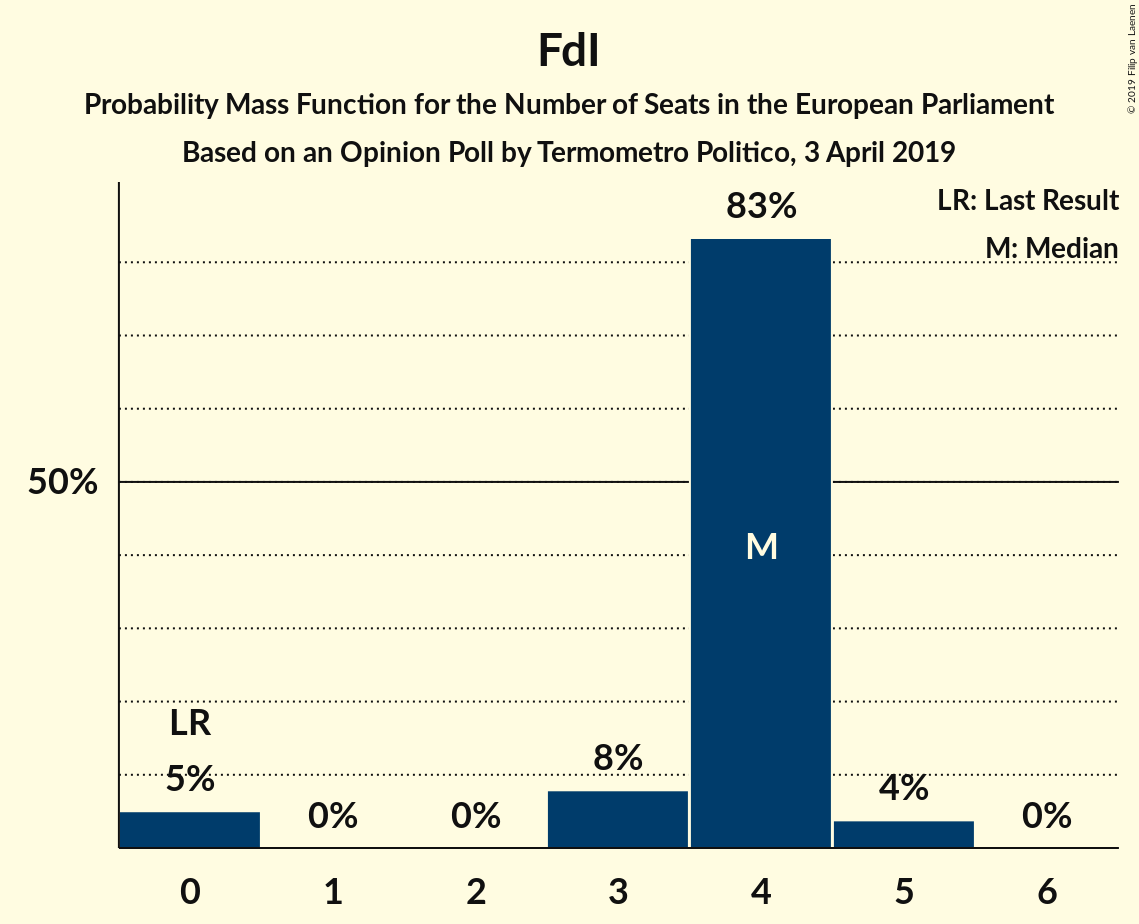 FdI
Probability Mass Function for the Number of Seats in the European Parliament
Based on an Opinion Poll by Termometro Politico, 3 April 2019
© 2019 Filip van Laenen
LR: Last Result
M: Median
83%
50%
M
LR
5%
0%
0%
8%
4%
0%
0
1
2
3
4
5
6